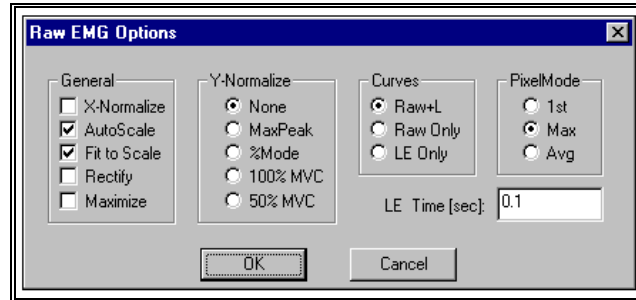 Raw EMG Options
General
X-Normalize
AutoScale
Fit to Scale
Rectify
Maximize
Y-Normalize
None
MaxPeak
%Mode
100% MVC
50% MVC
Curves
Raw+L
Raw Only
LE Only
PixelMode
1st
Max
Avg
LE Time [sec]: 0.1
OK Cancel